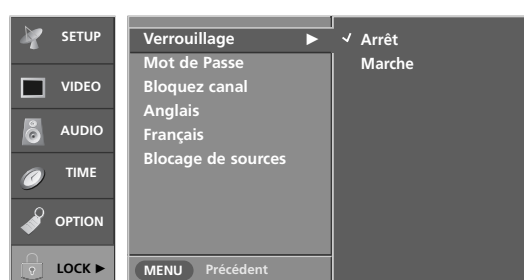 SETUP
VIDEO
AUDIO
TIME
OPTION
LOCK ►
Verrouillage ►
Mot de Passe
Bloquez canal
Anglais
Français
Blocage de sources
MENU Précédent
✓ Arrêt
Marche